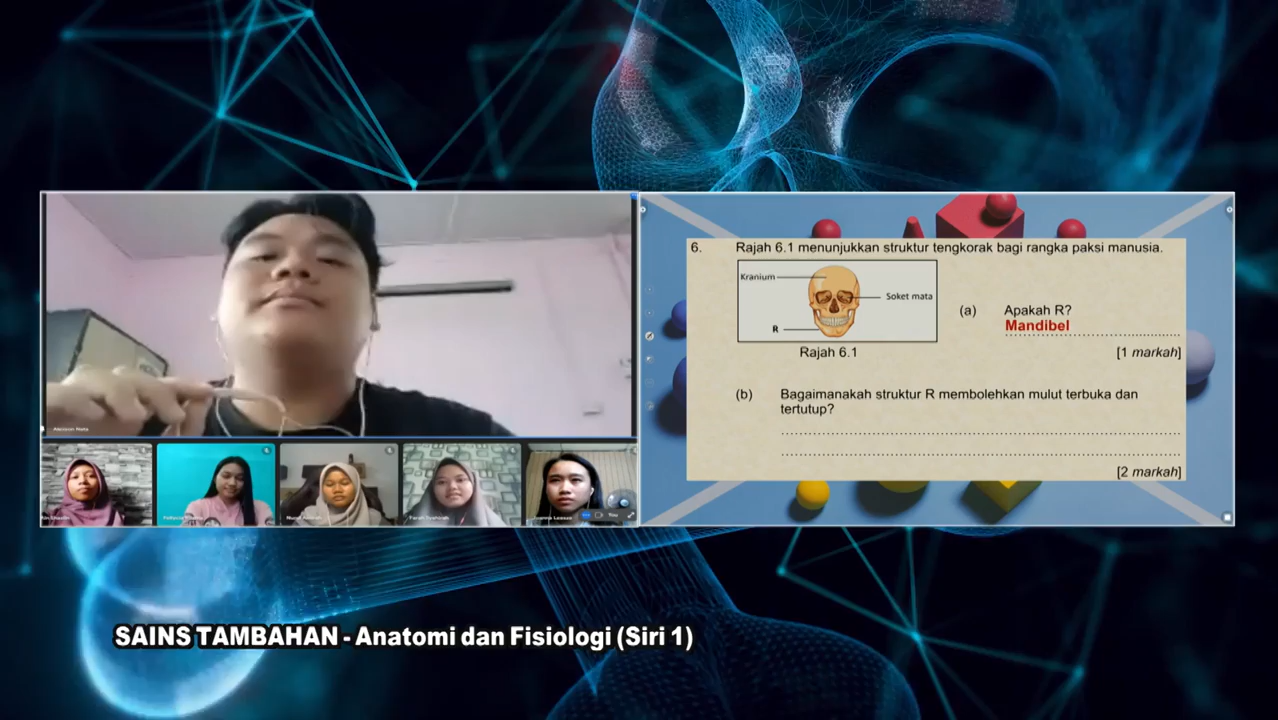 6. Rajah 6.1 menunjukkan struktur tengkorak bagi rangka paksi manusia.
Kranium
Soket mata
R
Rajah 6.1
(a) Apakah R?
Mandibel
[1 markah]
(b) Bagaimanakah struktur R membolehkan mulut terbuka dan
tertutup?
[2 markah]
SAINS TAMBAHAN - Anatomi dan Fisiologi (Siri 1)